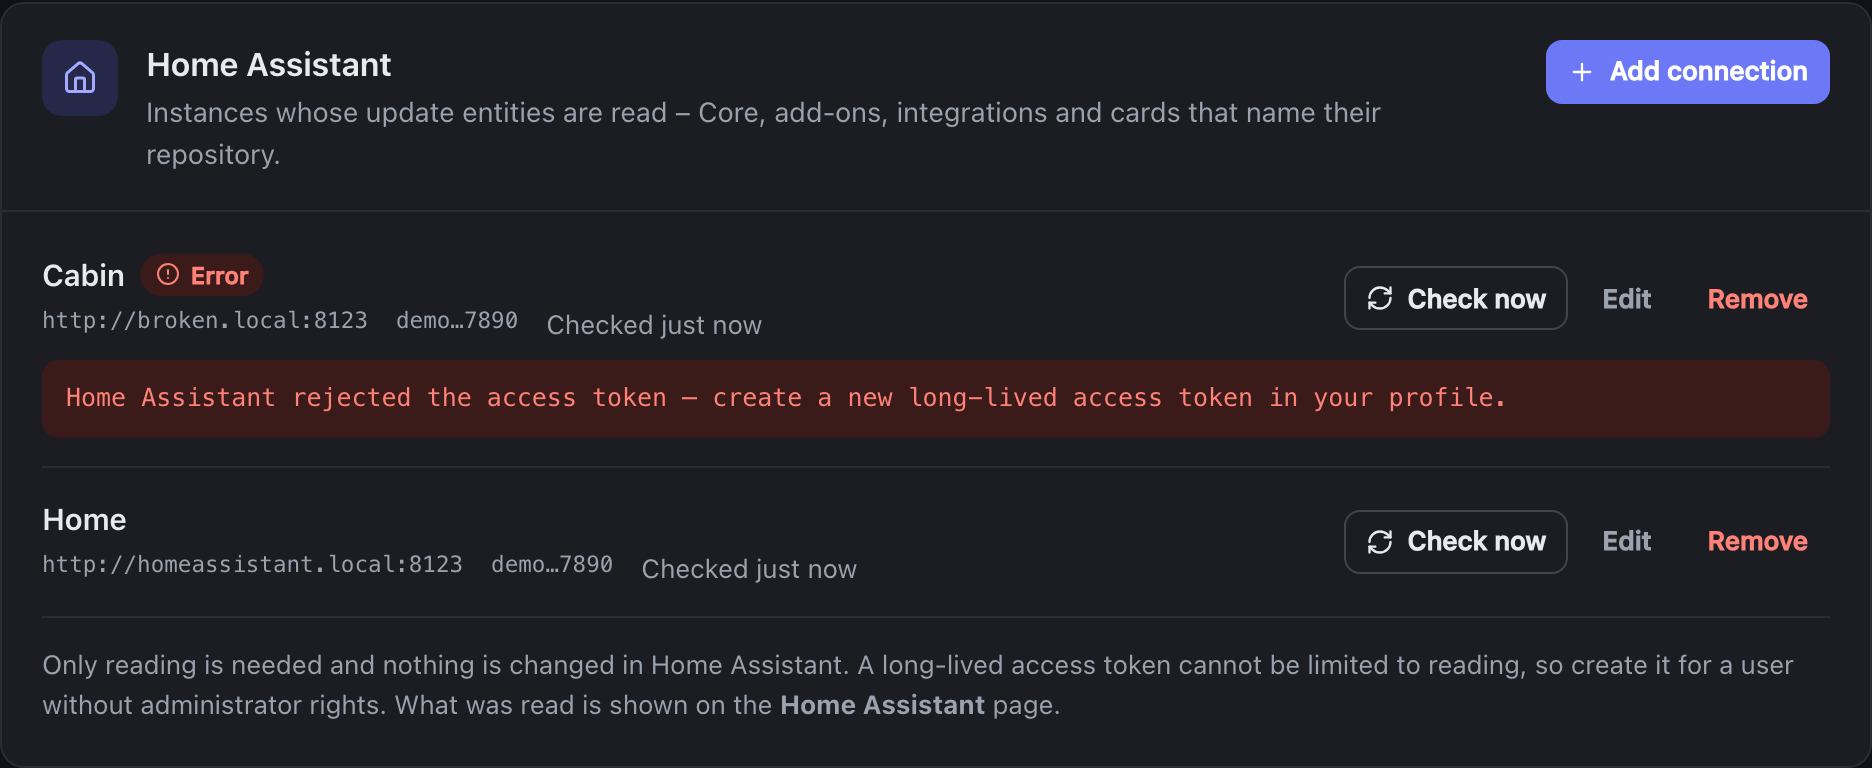 Home Assistant
Instances whose update entities are read – Core, add-ons, integrations and cards that name their
repository.
Add connection
Cabin
Error
http://broken.local:8123 demo…7890 Checked just now
Check now
Edit
Remove
Home Assistant rejected the access token — create a new long-lived access token in your profile.
Home
http://homeassistant.local:8123 demo…7890 Checked just now
Check now
Edit
Remove
Only reading is needed and nothing is changed in Home Assistant. A long-lived access token cannot be limited to reading, so create it for a user
without administrator rights. What was read is shown on the Home Assistant page.